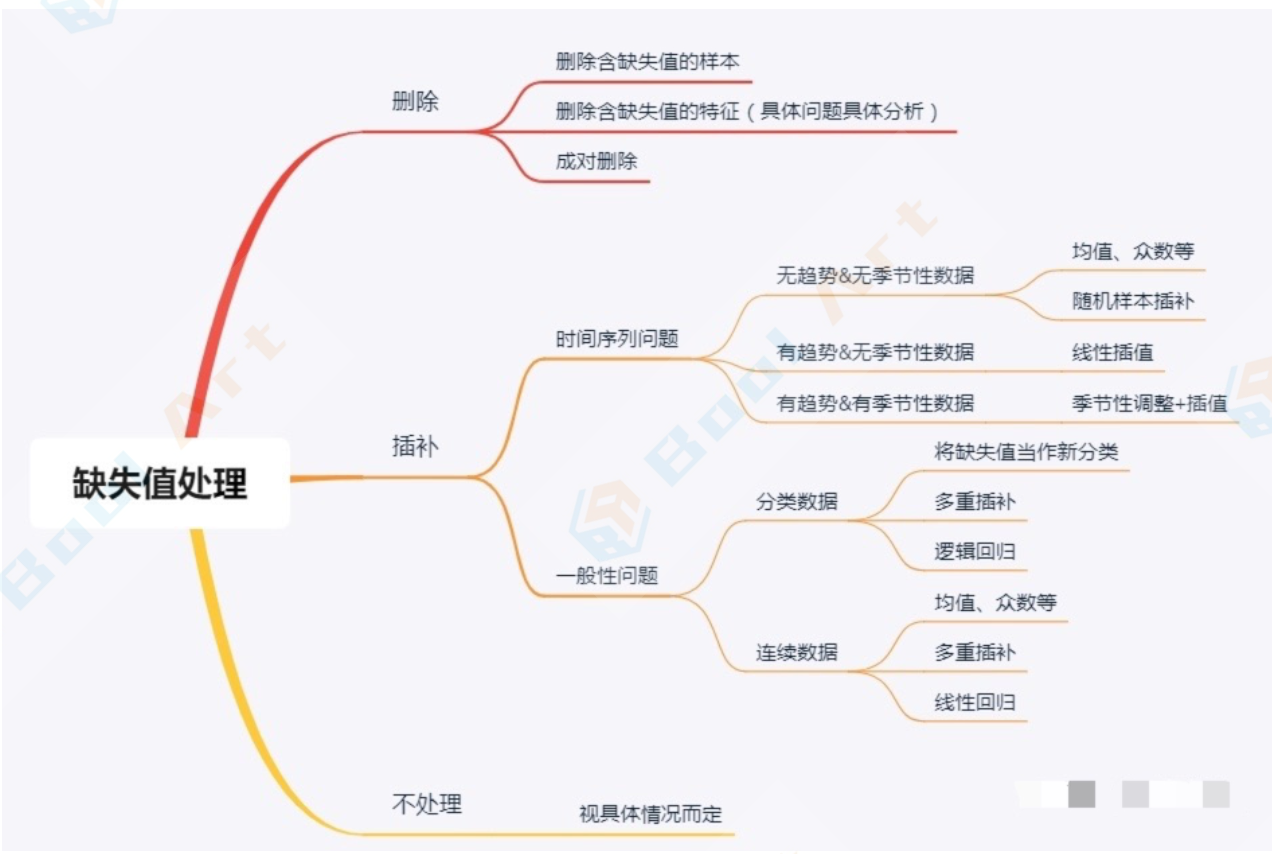 删除含缺失值的样本
删除
删除含缺失值的特征（具体问题具体分析）
成对删除
均值、众数等
无趋势&无季节性数据
随机样本插补
时间序列问题
有趋势&无季节性数据
线性插值
有趋势&有季节性数据
季节性调整+插值
插补
将缺失值当作新分类
缺失值处理
分类数据
多重插补
逻辑回归
一般性问题
均值、众数等
连续数据
多重插补
线性回归
不处理
视具体情况而定
Bool Art
Bool Art